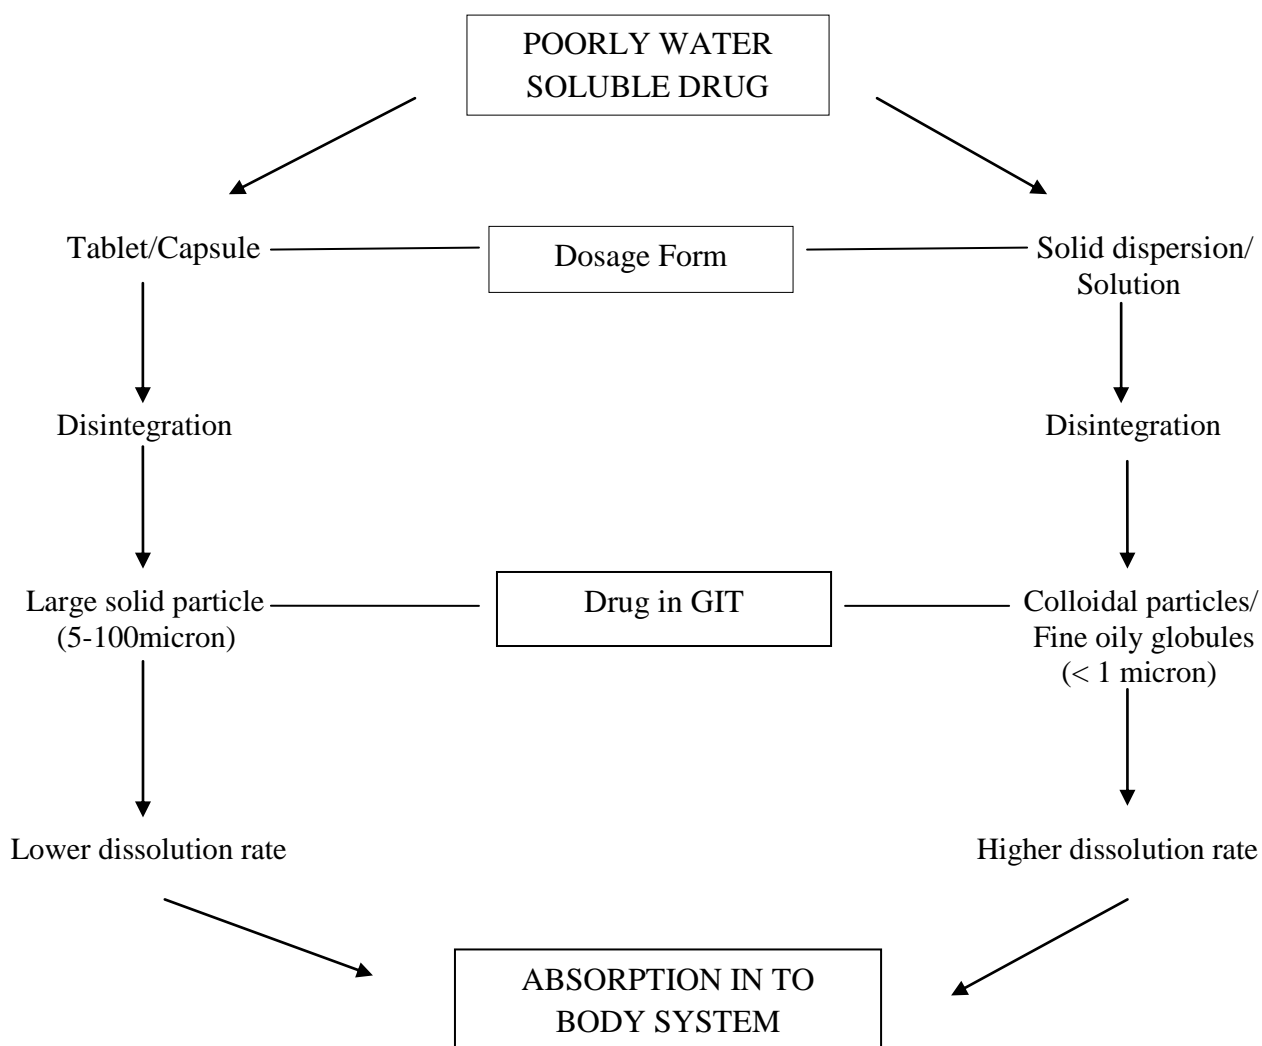 POORLY WATER
SOLUBLE DRUG
Tablet/Capsule
Dosage Form
Solid dispersion/
Solution
Disintegration
Disintegration
Large solid particle
(5-100micron)
Drug in GIT
Colloidal particles/
Fine oily globules
(< 1 micron)
Lower dissolution rate
Higher dissolution rate
ABSORPTION IN TO
BODY SYSTEM